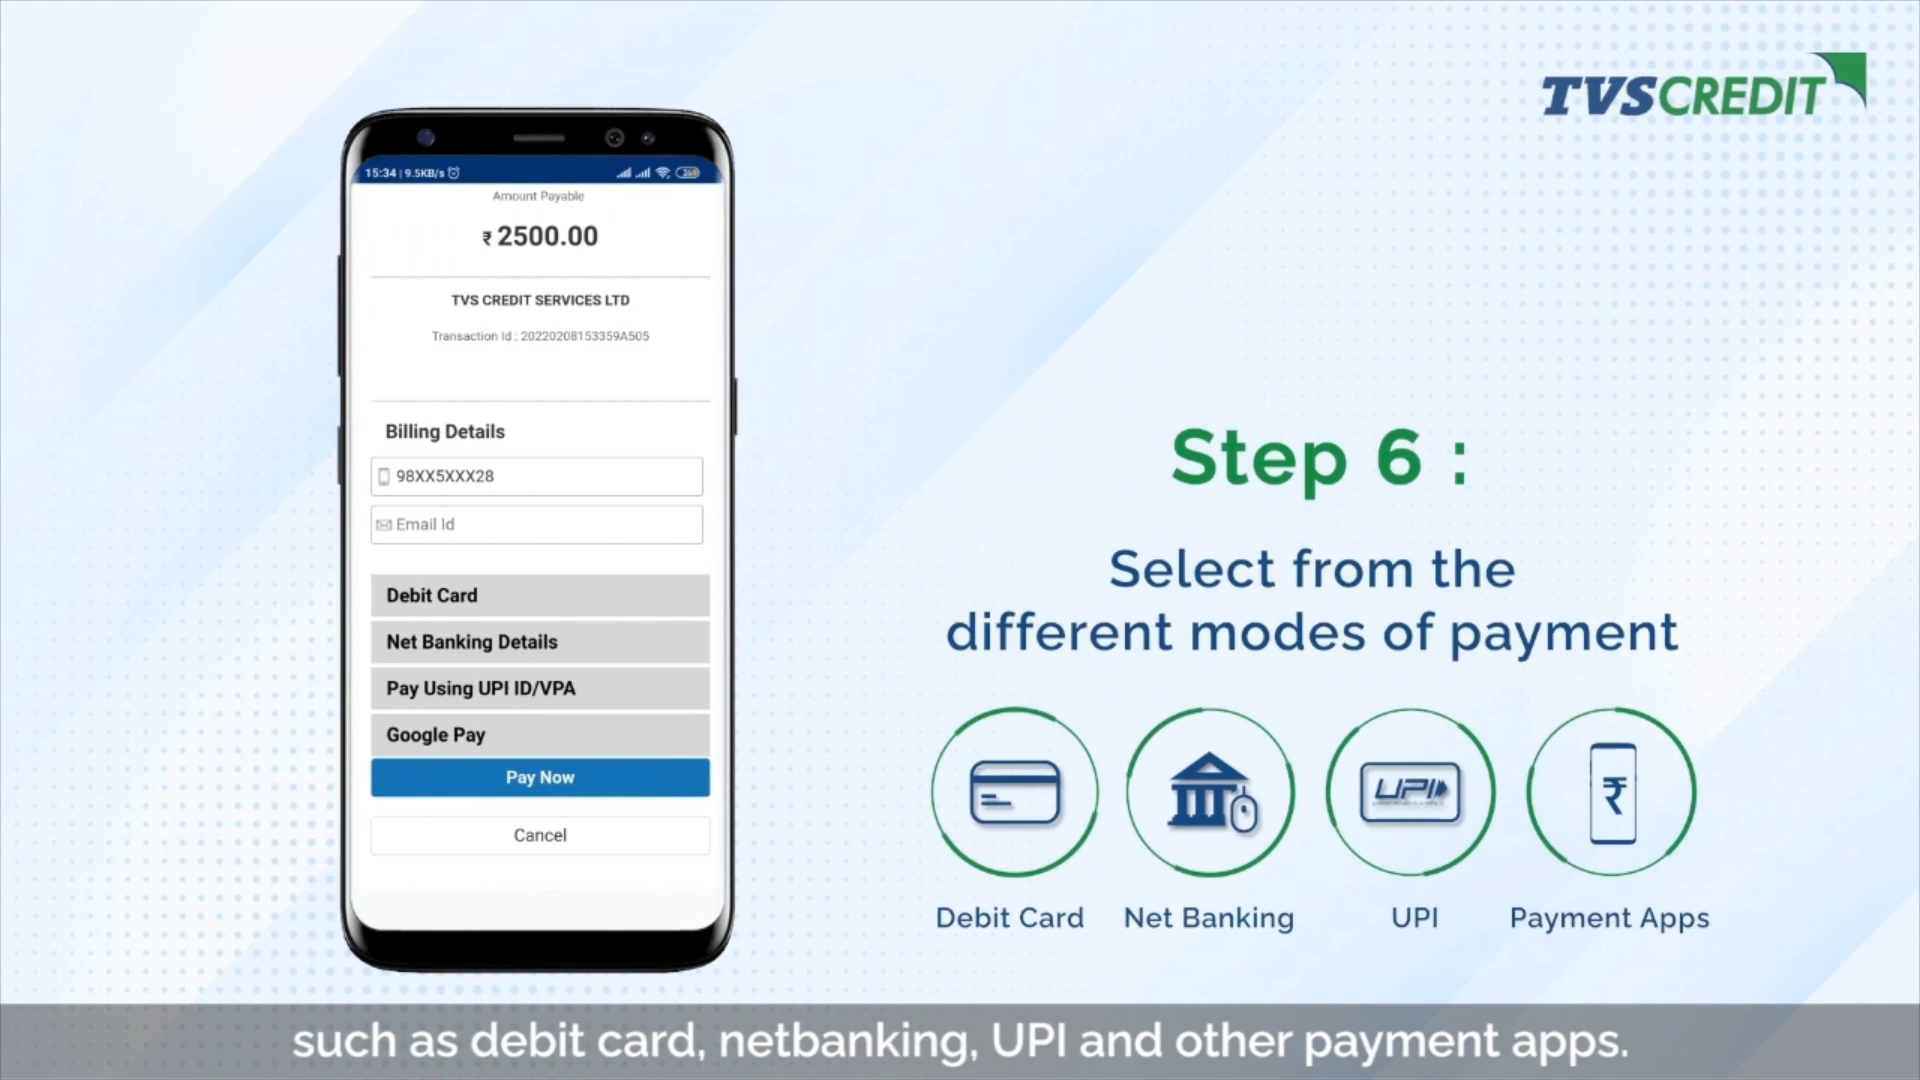 TVSCREDIT
15:34 | 9.5KB/s
Amount Payable
₹ 2500.00
TVS CREDIT SERVICES LTD
Transaction Id : 20220208153359A505
Billing Details
98XX5XXX28
Email Id
Debit Card
Net Banking Details
Pay Using UPI ID/VPA
Google Pay
Pay Now
Cancel
Step 6 :
Select from the
different modes of payment
UPI
₹
Debit Card
Net Banking
UPI
Payment Apps
such as debit card, netbanking, UPI and other payment apps.